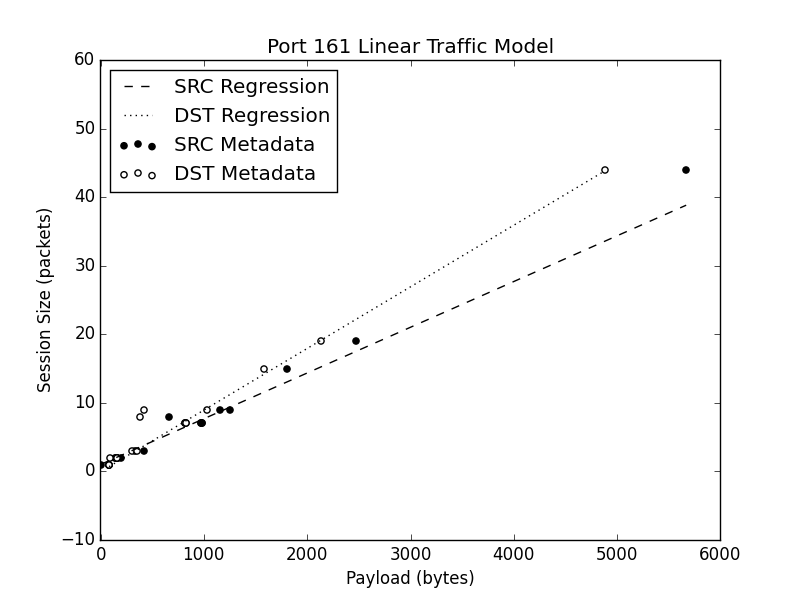 Port 161 Linear Traffic Model
SRC Regression
DST Regression
SRC Metadata
DST Metadata
60
50
40
30
20
10
0
−10
Session Size (packets)
0 1000 2000 3000 4000 5000 6000
Payload (bytes)